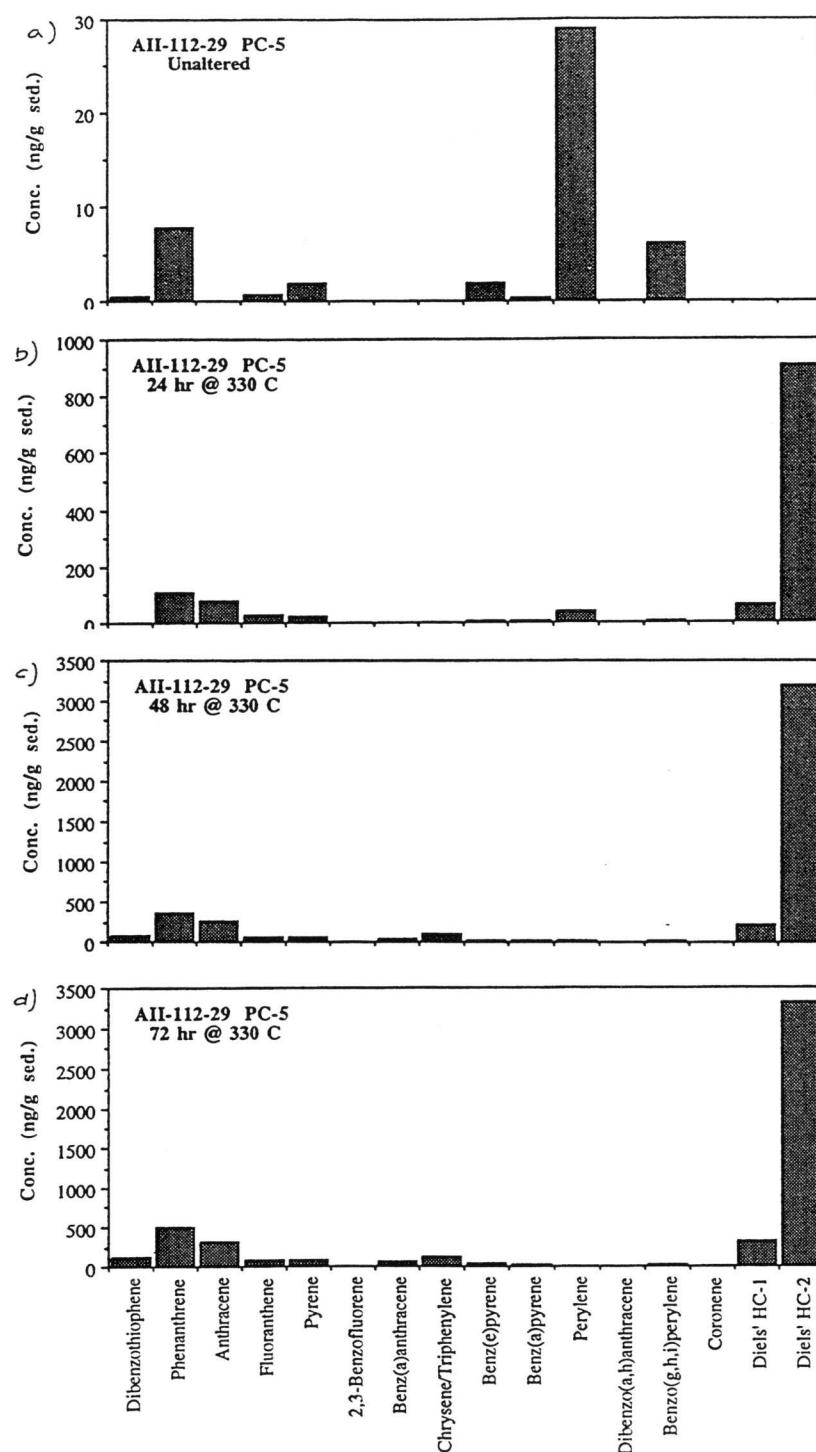 a)
AII-112-29 PC-5
Unaltered
Conc. (ng/g sed.)
30
20
10
0
b)
AII-112-29 PC-5
24 hr @ 330 C
Conc. (ng/g sed.)
1000
800
600
400
200
0
c)
AII-112-29 PC-5
48 hr @ 330 C
Conc. (ng/g sed.)
3500
3000
2500
2000
1500
1000
500
0
d)
AII-112-29 PC-5
72 hr @ 330 C
Conc. (ng/g sed.)
3500
3000
2500
2000
1500
1000
500
0
Dibenzothiophene
Phenanthrene
Anthracene
Fluoranthene
Pyrene
2,3-Benzofluorene
Benz(a)anthracene
Chrysene/Triphenylene
Benz(e)pyrene
Benz(a)pyrene
Perylene
Dibenzo(a,h)anthracene
Benzo(g,h,i)perylene
Coronene
Diels' HC-1
Diels' HC-2